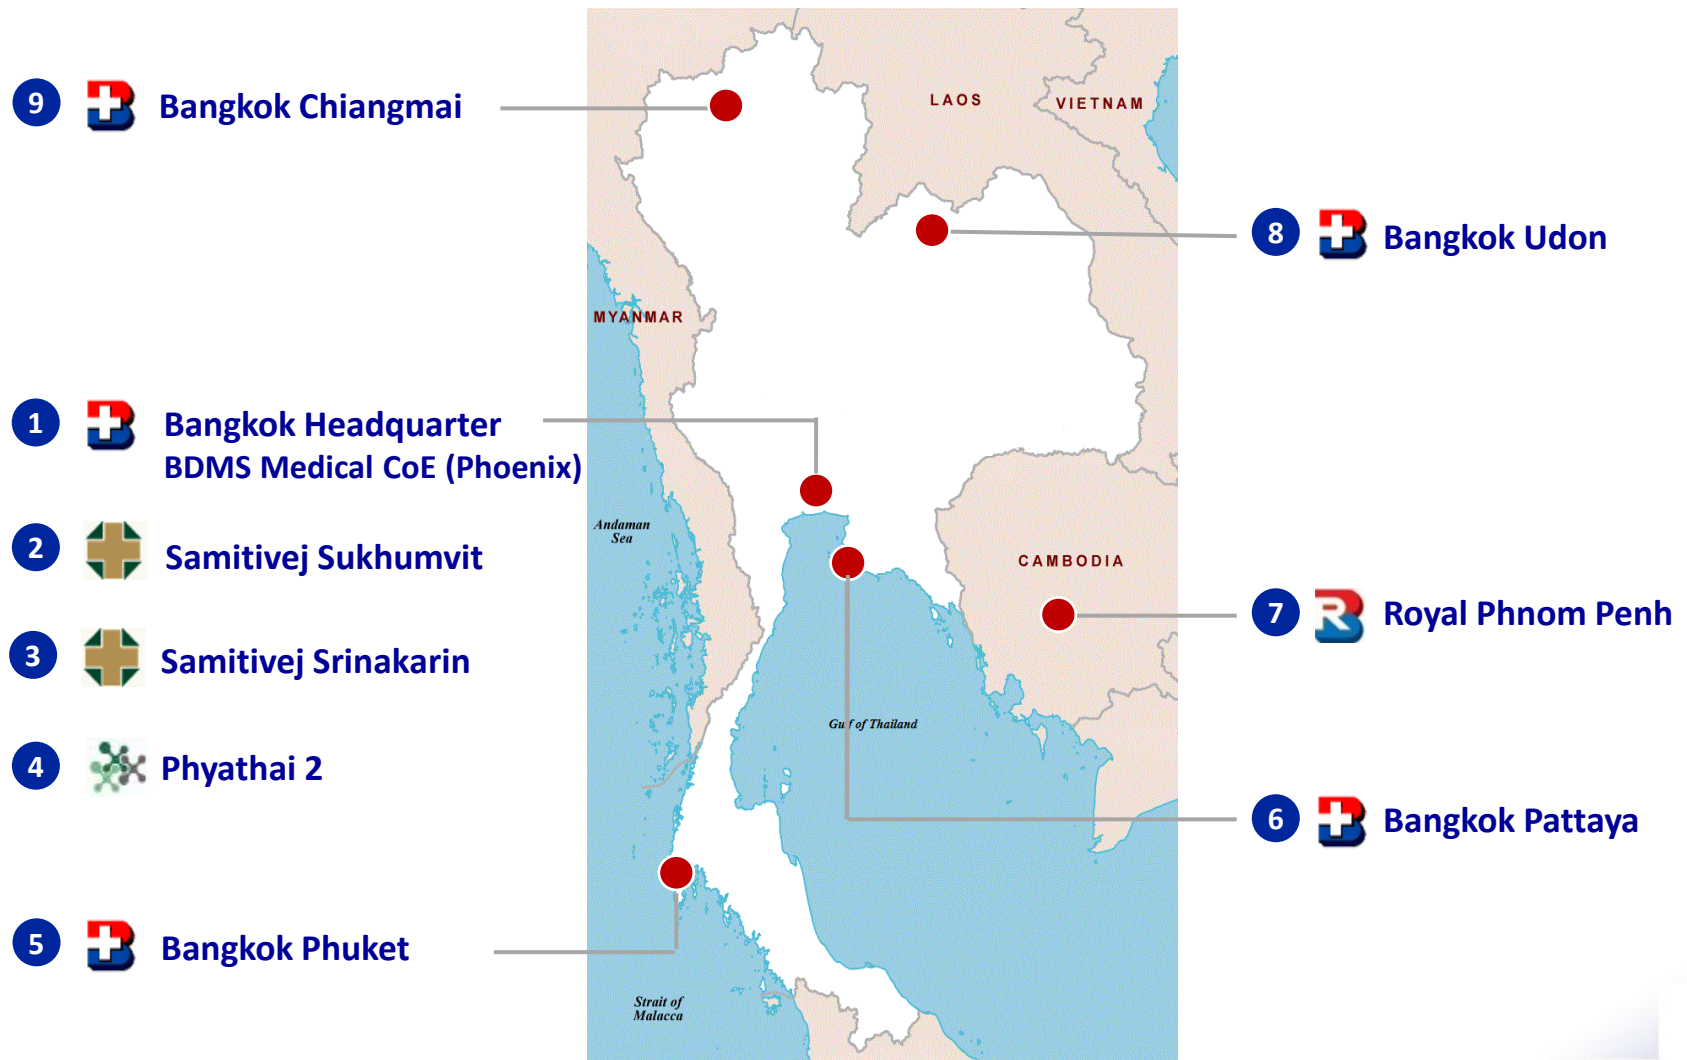 9 Bangkok Chiangmai
1 Bangkok Headquarter
BDMS Medical CoE (Phoenix)
2 Samitivej Sukhumvit
3 Samitivej Srinakarin
4 Phyathai 2
5 Bangkok Phuket
LAOS
VIETNAM
MYANMAR
Andaman
Sea
CAMBODIA
Gulf of Thailand
Strait of
Malacca
8 Bangkok Udon
7 R Royal Phnom Penh
6 Bangkok Pattaya